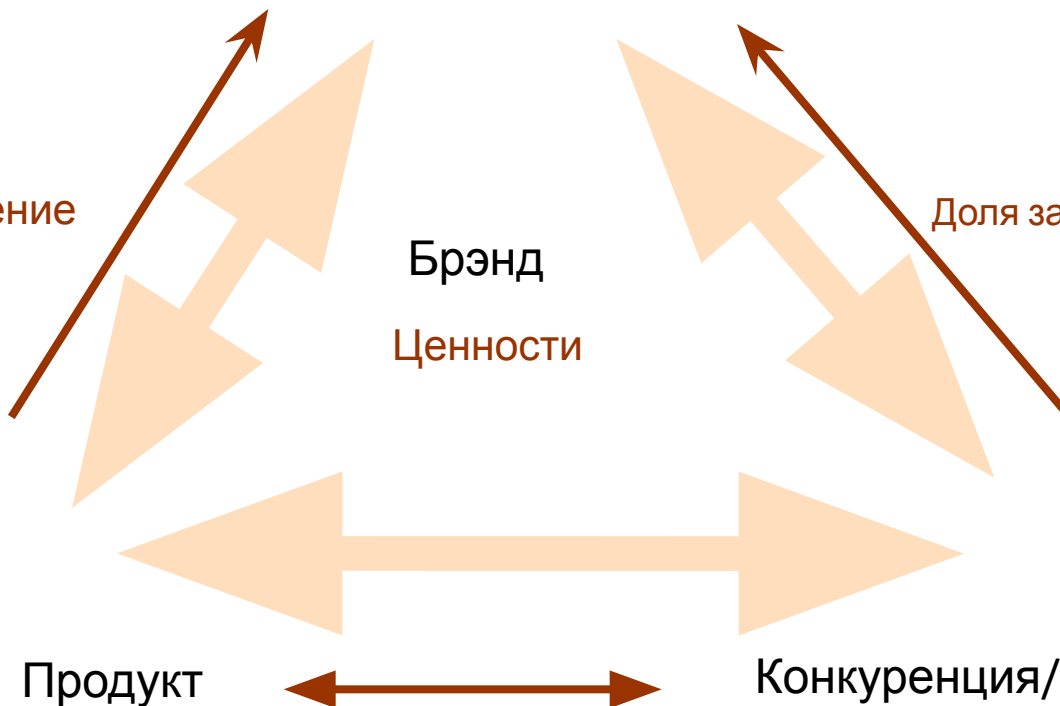 ение
Доля за
Брэнд
Ценности
Продукт
Конкуренция/